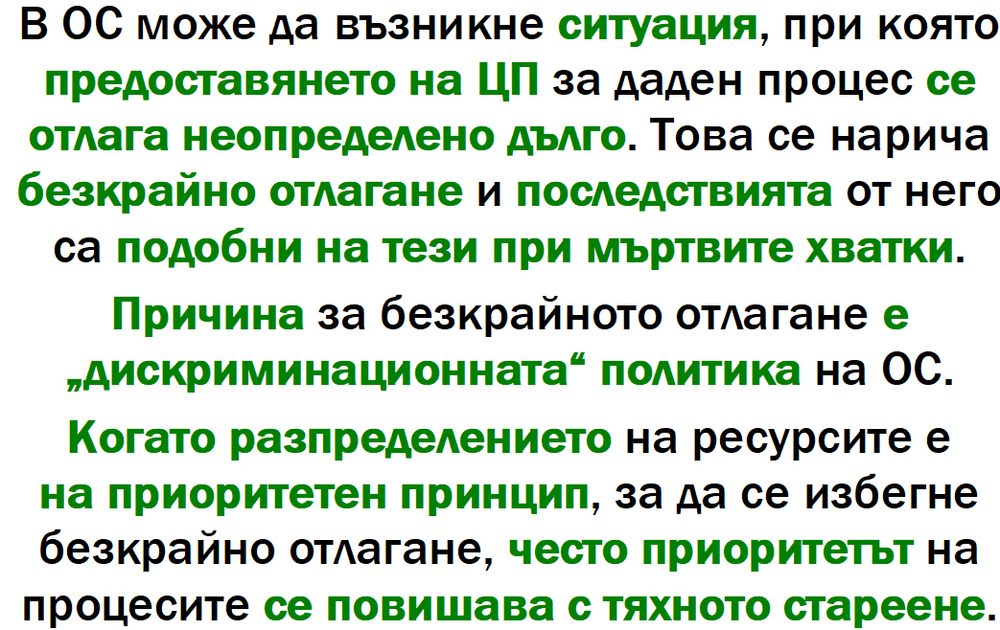 В ОС може да възникне ситуация, при която
предоставянето на ЦП за даден процес се
отлага неопределено дълго. Това се нарича
безкрайно отлагане и последствията от него
са подобни на тези при мъртвите хватки.
Причина за безкрайното отлагане е
„дискриминационната“ политика на ОС.
Когато разпределението на ресурсите е
на приоритетен принцип, за да се избегне
безкрайно отлагане, често приоритетът на
процесите се повишава с тяхното стареене.